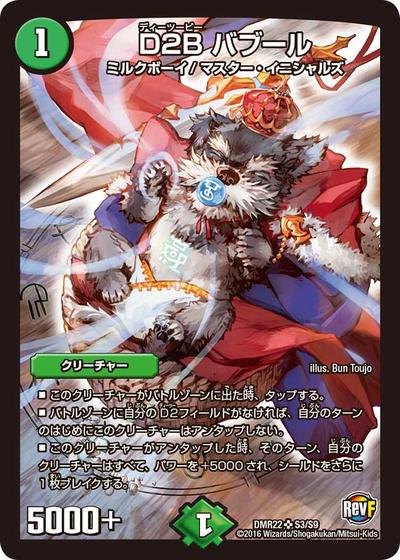 1
ディーツービー
D2B バブール
ミルクボーイ / マスター・イニシャルズ
illus. Bun Toujo
クリーチャー
■ このクリーチャーがバトルゾーンに出た時、タップする。
■ バトルゾーンに自分のD2フィールドがなければ、自分のターン
のはじめにこのクリーチャーはアンタップしない。
■ このクリーチャーがアンタップした時、そのターン、自分の
クリーチャーはすべて、パワーを+5000され、シールドをさらに
1枚ブレイクする。
5000+
1
RevF
DMR22 S3/S9
©2016 Wizards/Shogakukan/Mitsui-Kids